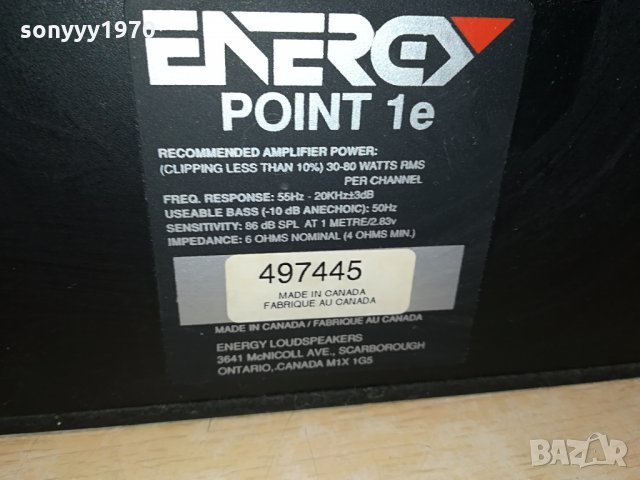 sonyyy1976
ENERGY
POINT 1e
RECOMMENDED AMPLIFIER POWER:
(CLIPPING LESS THAN 10%) 30-80 WATTS RMS
PER CHANNEL
FREQ. RESPONSE: 55Hz - 20KHz±3dB
USEABLE BASS (-10 dB ANECHOIC): 50Hz
SENSITIVITY: 86 dB SPL AT 1 METRE/2.83v
IMPEDANCE: 6 OHMS NOMINAL (4 OHMS MIN.)
497445
MADE IN CANADA
FABRIQUE AU CANADA
MADE IN CANADA / FABRIQUE AU CANADA
ENERGY LOUDSPEAKERS
3641 McNICOLL AVE., SCARBOROUGH
ONTARIO, CANADA M1X 1G5
BAZAR